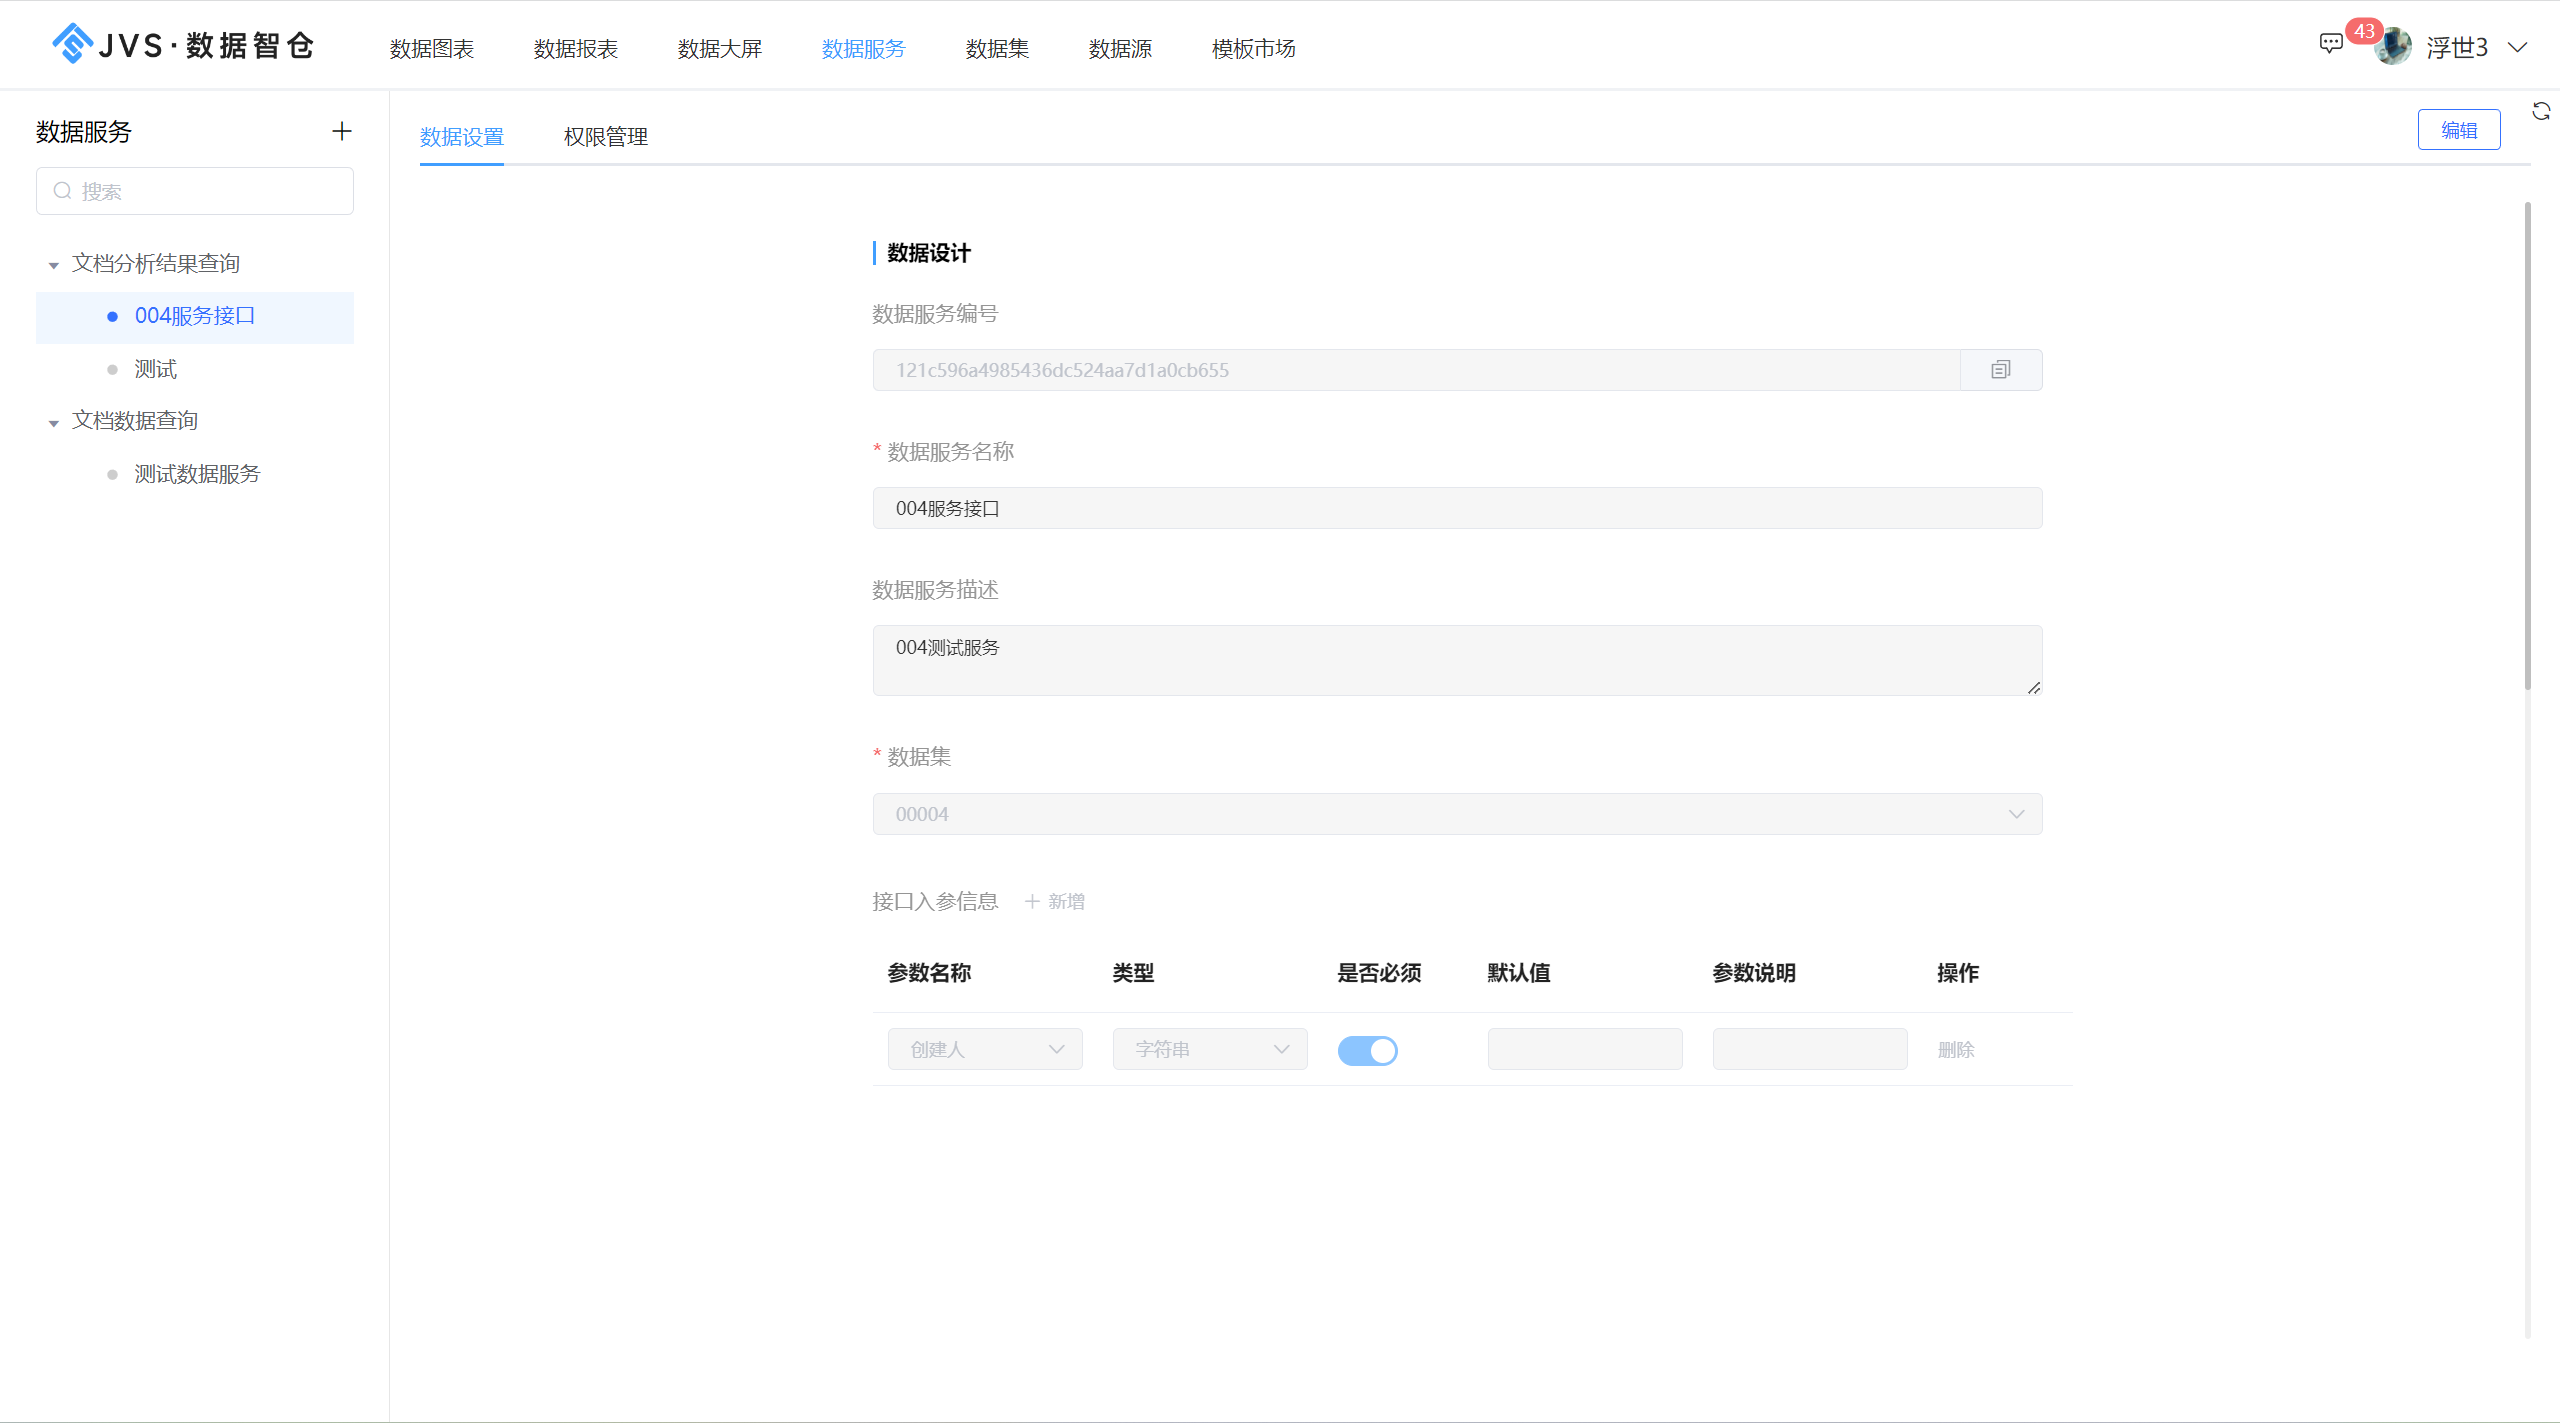 JVS·数据智仓
数据图表 数据报表 数据大屏 数据服务 数据集 数据源 模板市场
43 浮世3
数据服务
搜索
文档分析结果查询
004服务接口
测试
文档数据查询
测试数据服务
数据设置 权限管理 编辑
数据设计
数据服务编号
121c596a4985436dc524aa7d1a0cb655
* 数据服务名称
004服务接口
数据服务描述
004测试服务
* 数据集
00004
接口入参信息 新增
参数名称 类型 是否必须 默认值 参数说明 操作
创建人 字符串 删除